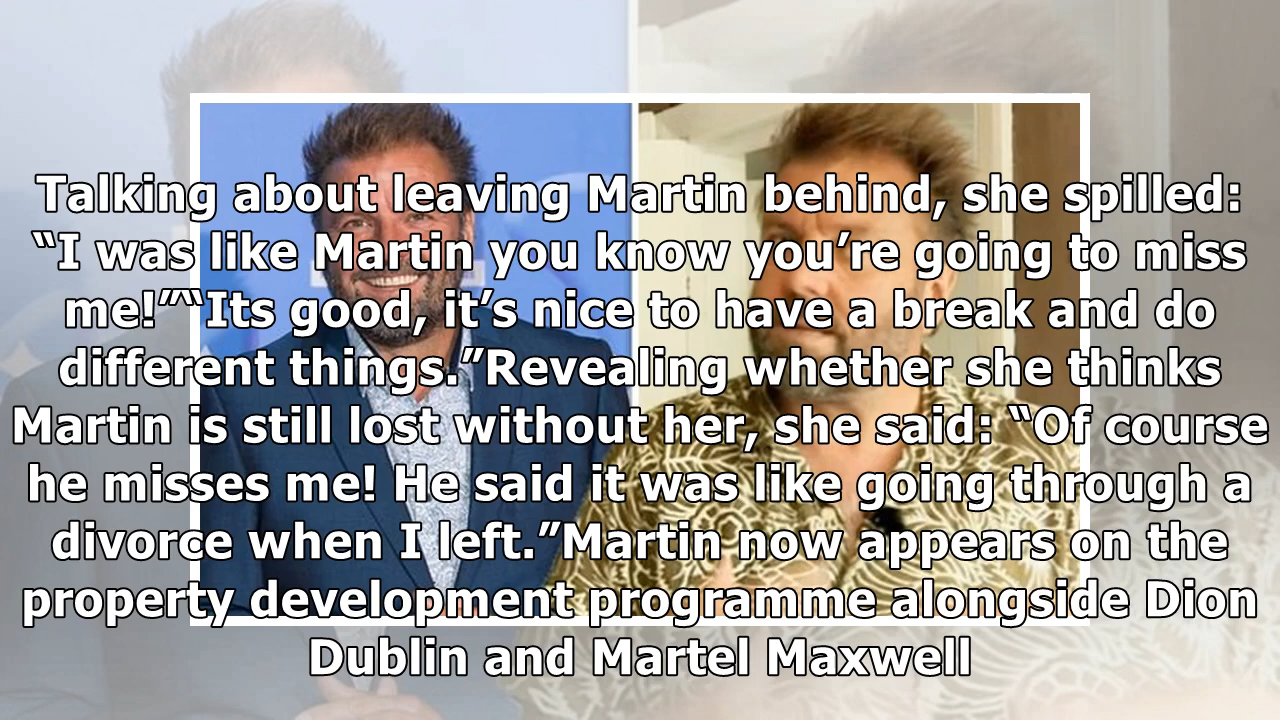 Talking about leaving Martin behind, she spilled:
“I was like Martin you know you’re going to miss
me!”“Its good, it’s nice to have a break and do
different things.”Revealing whether she thinks
Martin is still lost without her, she said: “Of course
he misses me! He said it was like going through a
divorce when I left.”Martin now appears on the
property development programme alongside Dion
Dublin and Martel Maxwell